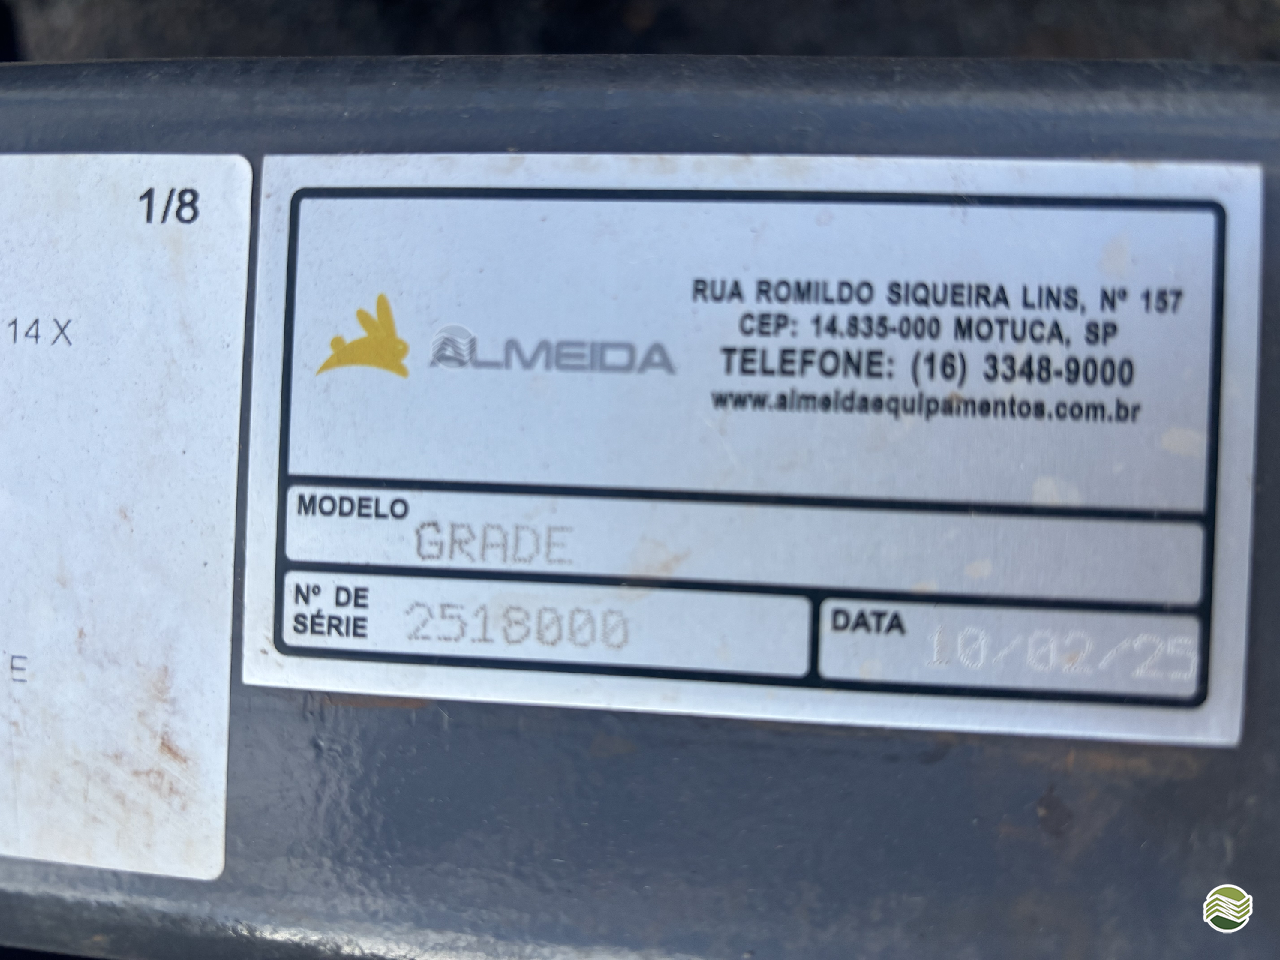 1/8
14 X
E
ALMEIDA
RUA ROMILDO SIQUEIRA LINS, Nº 157
CEP: 14.835-000 MOTUCA, SP
TELEFONE: (16) 3348-9000
www.almeidaequipamentos.com.br
MODELO GRADE
Nº DE
SÉRIE 2518000
DATA 10/02/25